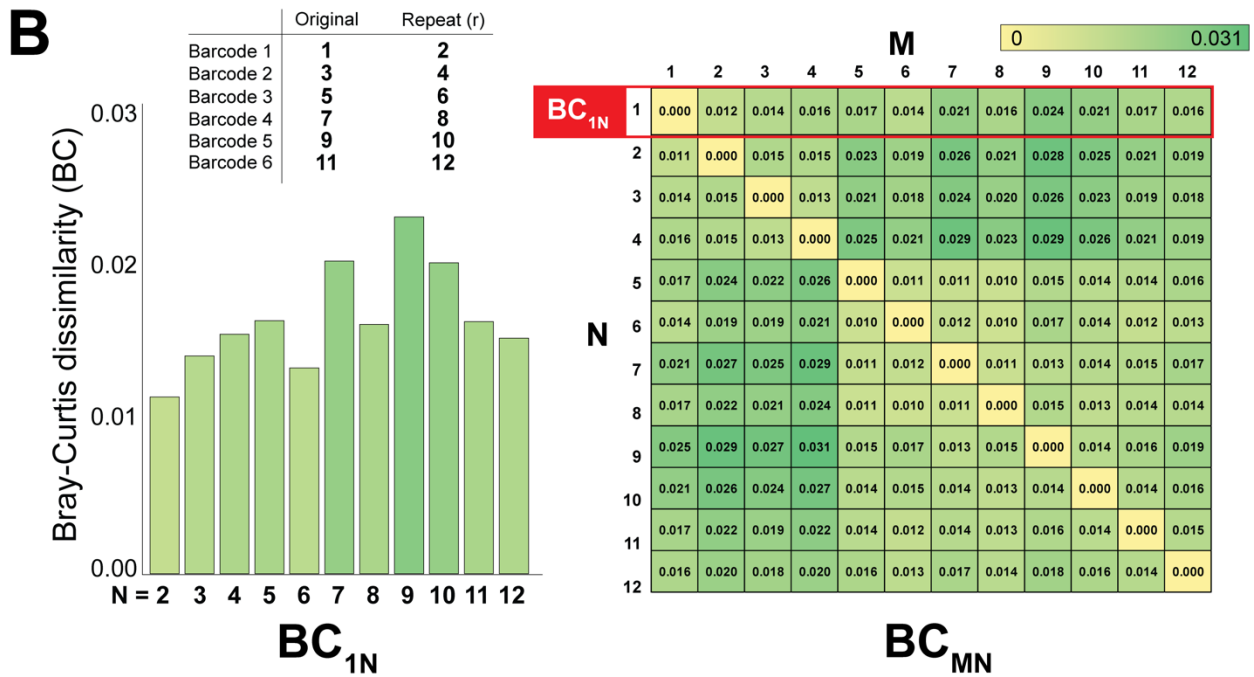 B
Original Repeat (r)
Barcode 1 1 2
Barcode 2 3 4
Barcode 3 5 6
Barcode 4 7 8
Barcode 5 9 10
Barcode 6 11 12
Bray-Curtis dissimilarity (BC)
0.03
0.02
0.01
0.00
N = 2 3 4 5 6 7 8 9 10 11 12
BC1N
0 0.031
M
1 2 3 4 5 6 7 8 9 10 11 12
BC1N 1 0.000 0.012 0.014 0.016 0.017 0.014 0.021 0.016 0.024 0.021 0.017 0.016
2 0.011 0.000 0.015 0.015 0.023 0.019 0.026 0.021 0.028 0.025 0.021 0.019
3 0.014 0.015 0.000 0.013 0.021 0.018 0.024 0.020 0.026 0.023 0.019 0.018
4 0.016 0.015 0.013 0.000 0.025 0.021 0.029 0.023 0.029 0.026 0.021 0.019
5 0.017 0.024 0.022 0.026 0.000 0.011 0.011 0.010 0.015 0.014 0.014 0.016
N
6 0.014 0.019 0.019 0.021 0.010 0.000 0.012 0.010 0.017 0.014 0.012 0.013
7 0.021 0.027 0.025 0.029 0.011 0.012 0.000 0.011 0.013 0.014 0.015 0.017
8 0.017 0.022 0.021 0.024 0.011 0.010 0.011 0.000 0.015 0.013 0.014 0.014
9 0.025 0.029 0.027 0.031 0.015 0.017 0.013 0.015 0.000 0.014 0.016 0.019
10 0.021 0.026 0.024 0.027 0.014 0.015 0.014 0.013 0.014 0.000 0.014 0.016
11 0.017 0.022 0.019 0.022 0.014 0.012 0.014 0.013 0.016 0.014 0.000 0.015
12 0.016 0.020 0.018 0.020 0.016 0.013 0.017 0.014 0.018 0.016 0.014 0.000
BCMN